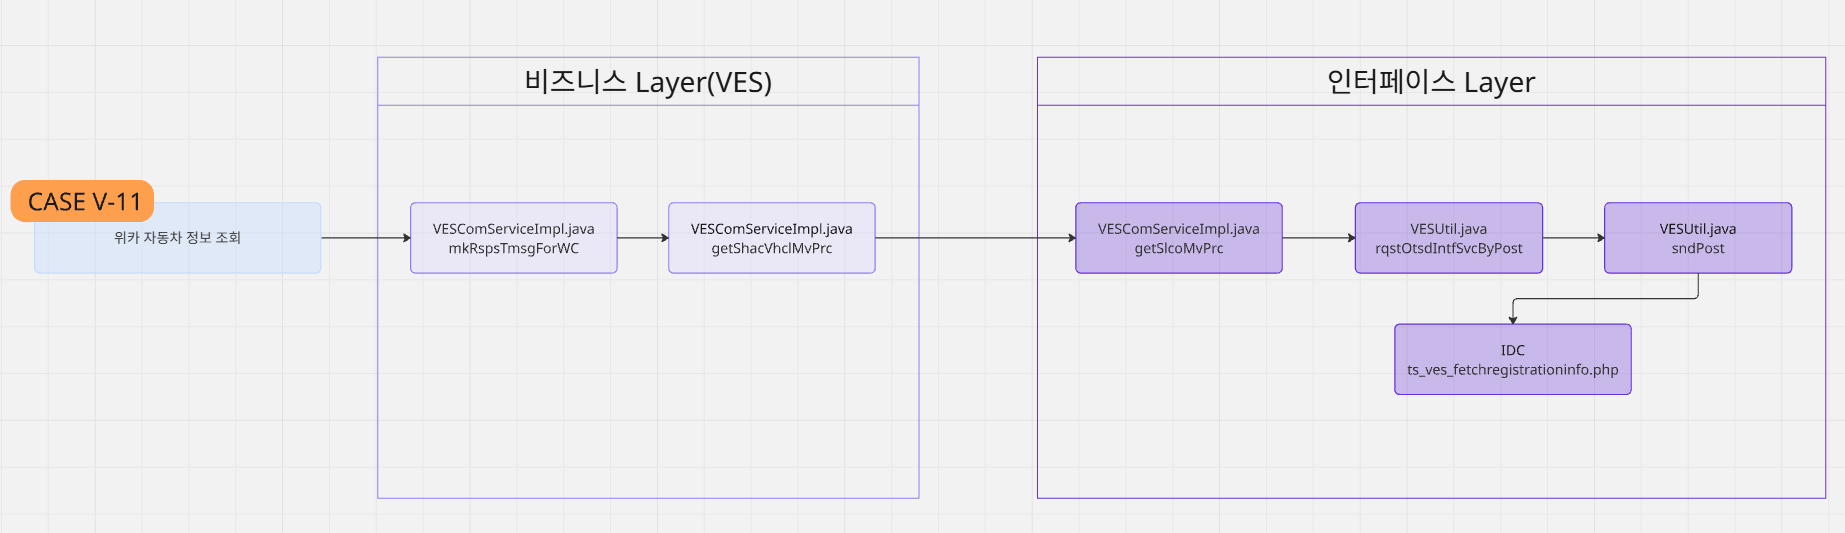 비즈니스 Layer(VES)
인터페이스 Layer
CASE V-11
위카 자동차 정보 조회
VESComServiceImpl.java
mkRspsTmsgForWC
VESComServiceImpl.java
getShacVhclMvPrc
VESComServiceImpl.java
getSlcoMvPrc
VESUtil.java
rqstOtsdIntfSvcByPost
VESUtil.java
sndPost
IDC
ts_ves_fetchregistrationinfo.php